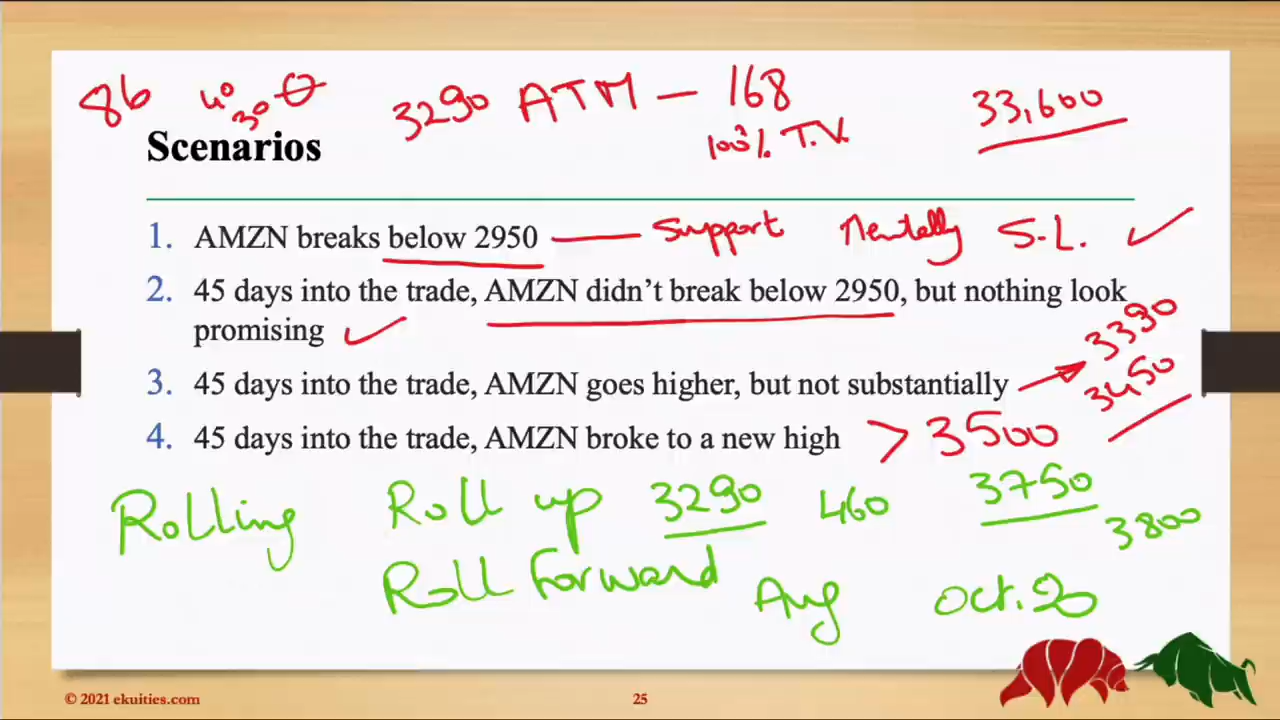 86 40 30 θ 3290 ATM – 168 33,600
100% T.V.
Scenarios
1. AMZN breaks below 2950 — Support Mentally S.L. ✓
2. 45 days into the trade, AMZN didn't break below 2950, but nothing look
promising ✓
3. 45 days into the trade, AMZN goes higher, but not substantially → 3390
3450
4. 45 days into the trade, AMZN broke to a new high > 3500
Rolling Roll up 3290 460 3750
3800
Roll forward Aug Oct.
© 2021 ekuities.com 25